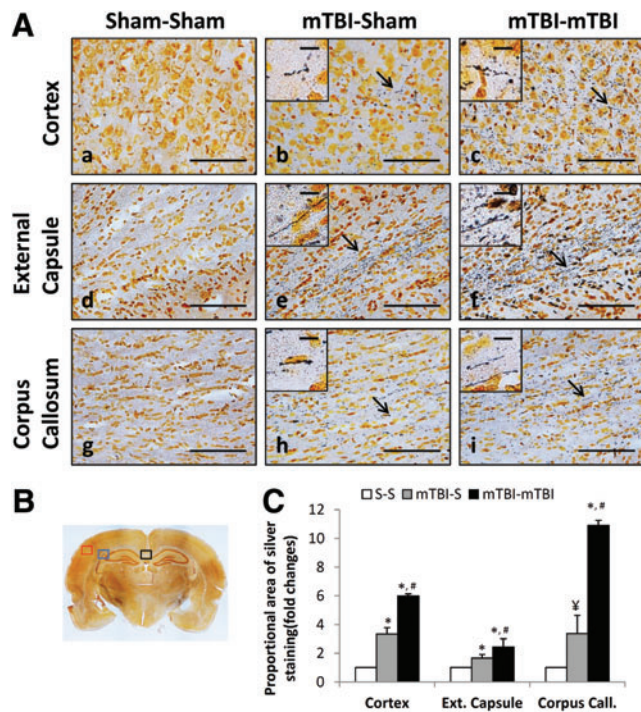 A
Sham-Sham
mTBI-Sham
mTBI-mTBI
Cortex
a
b
c
External
Capsule
d
e
f
Corpus
Callosum
g
h
i
B
C
S-S mTBI-S mTBI-mTBI
Proportional area of silver
staining(fold changes)
12
10
8
6
4
2
0
*
*, #
*
*, #
¥
*, #
Cortex
Ext. Capsule
Corpus Call.